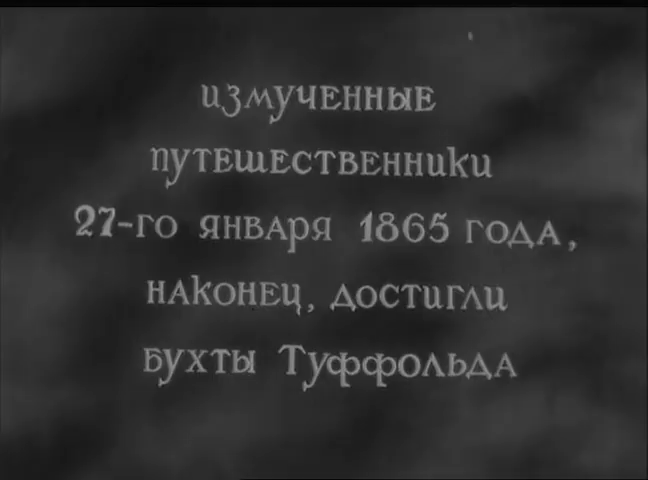 измученные
путешественники
27-го января 1865 года,
наконец, достигли
бухты Туффольда